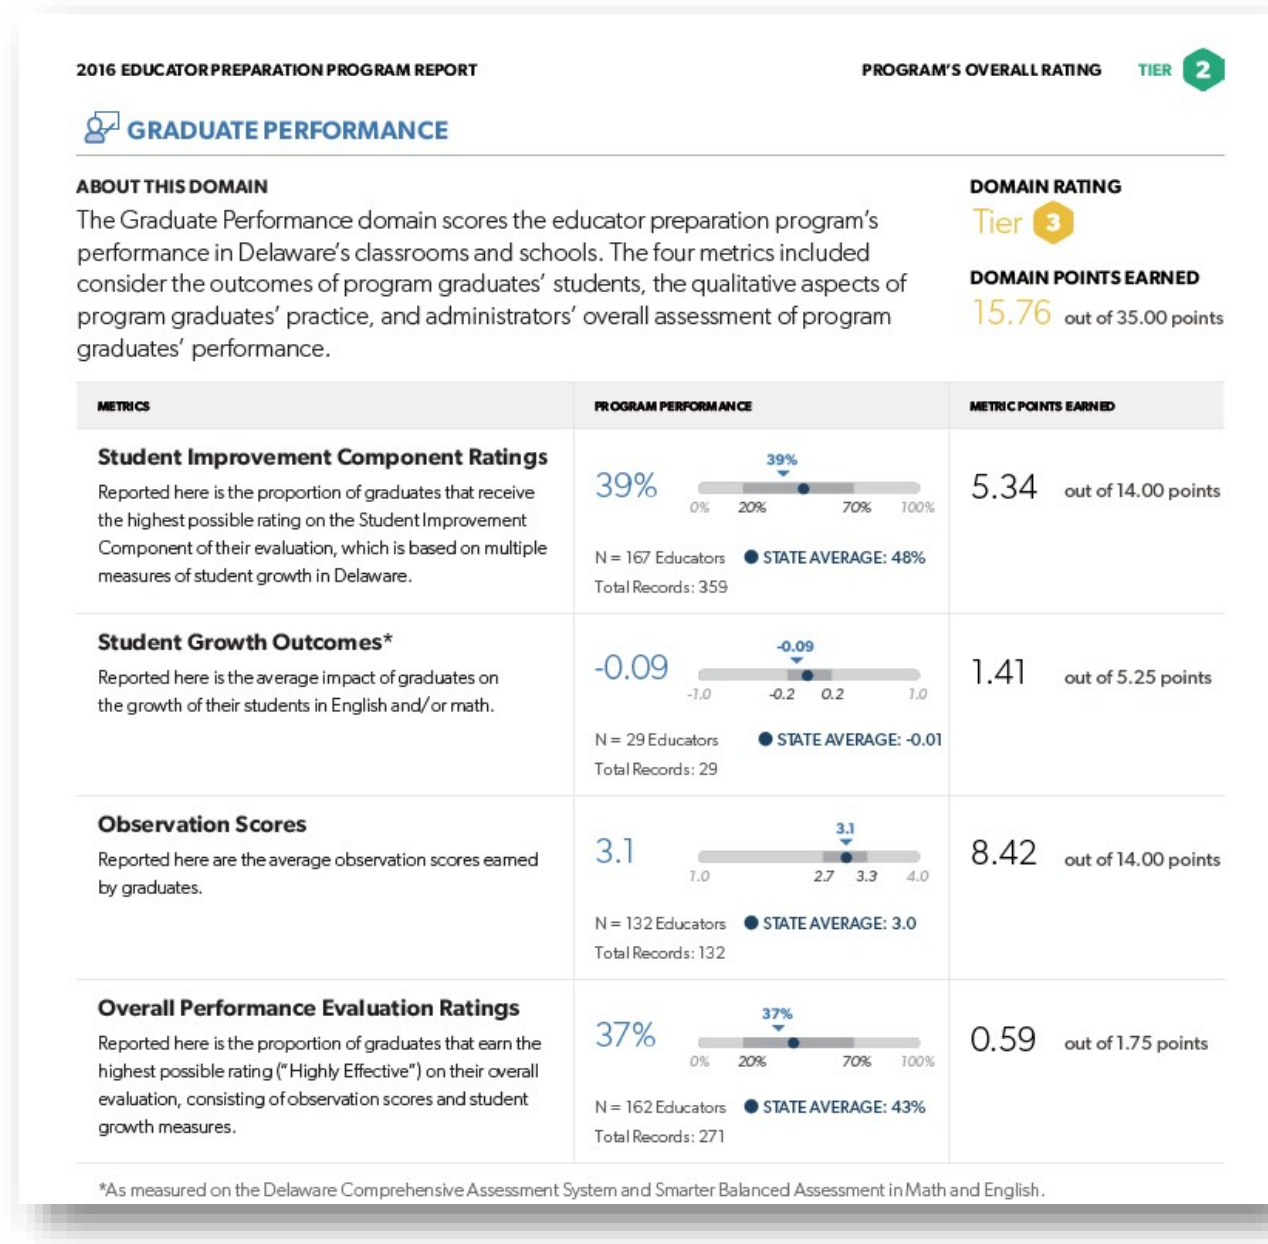 2016 EDUCATOR PREPARATION PROGRAM REPORT
PROGRAM'S OVERALL RATING TIER 2
GRADUATE PERFORMANCE
ABOUT THIS DOMAIN
The Graduate Performance domain scores the educator preparation program's
performance in Delaware's classrooms and schools. The four metrics included
consider the outcomes of program graduates' students, the qualitative aspects of
program graduates' practice, and administrators' overall assessment of program
graduates' performance.
DOMAIN RATING
Tier 3
DOMAIN POINTS EARNED
15.76 out of 35.00 points
METRICS PROGRAM PERFORMANCE METRIC POINTS EARNED
Student Improvement Component Ratings
Reported here is the proportion of graduates that receive
the highest possible rating on the Student Improvement
Component of their evaluation, which is based on multiple
measures of student growth in Delaware.
39%
39%
0% 20% 70% 100%
N = 167 Educators STATE AVERAGE: 48%
Total Records: 359
5.34 out of 14.00 points
Student Growth Outcomes*
Reported here is the average impact of graduates on
the growth of their students in English and/or math.
-0.09
-0.09
-1.0 -0.2 0.2 1.0
N = 29 Educators STATE AVERAGE: -0.01
Total Records: 29
1.41 out of 5.25 points
Observation Scores
Reported here are the average observation scores earned
by graduates.
3.1
3.1
1.0 2.7 3.3 4.0
N = 132 Educators STATE AVERAGE: 3.0
Total Records: 132
8.42 out of 14.00 points
Overall Performance Evaluation Ratings
Reported here is the proportion of graduates that earn the
highest possible rating ("Highly Effective") on their overall
evaluation, consisting of observation scores and student
growth measures.
37%
37%
0% 20% 70% 100%
N = 162 Educators STATE AVERAGE: 43%
Total Records: 271
0.59 out of 1.75 points
*As measured on the Delaware Comprehensive Assessment System and Smarter Balanced Assessment in Math and English.